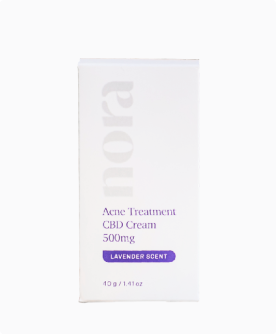 nora
Acne Treatment
CBD Cream
500mg
LAVENDER SCENT
40 g / 1.41 oz